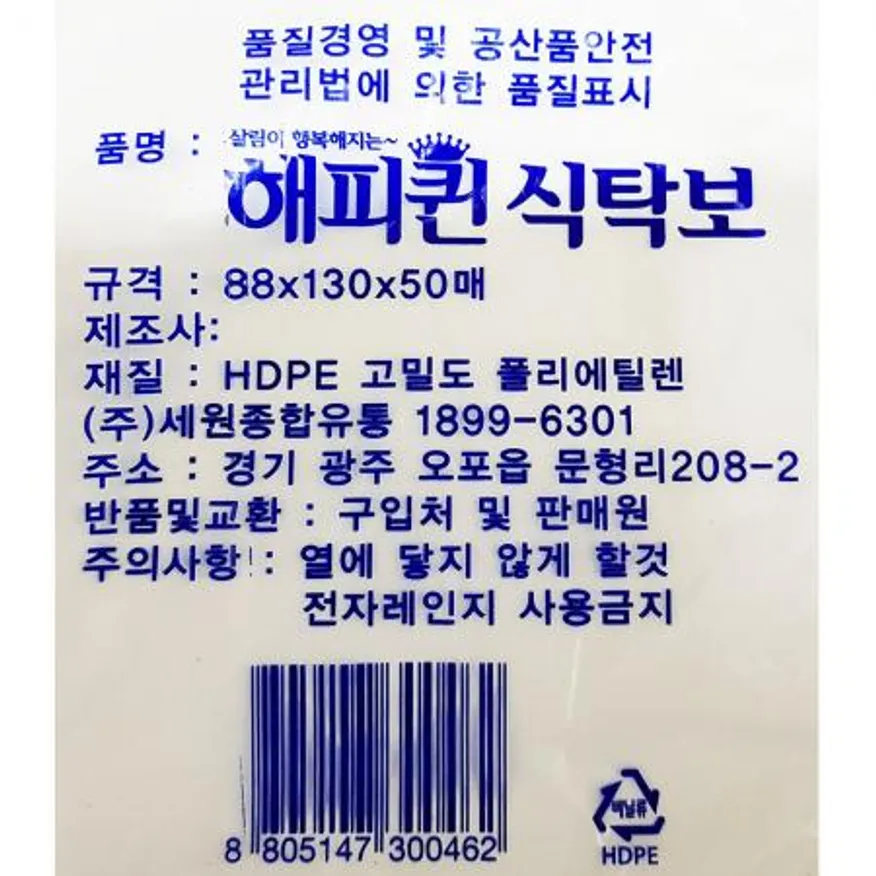 품질경영 및 공산품안전
관리법에 의한 품질표시
품명 : 살림이 행복해지는~
해피퀸 식탁보
규격 : 88x130x50매
제조사:
재질 : HDPE 고밀도 폴리에틸렌
(주)세원종합유통 1899-6301
주소 : 경기 광주 오포읍 문형리208-2
반품및교환 : 구입처 및 판매원
주의사항 : 열에 닿지 않게 할것
전자레인지 사용금지
8 805147 300462
비닐류
HDPE